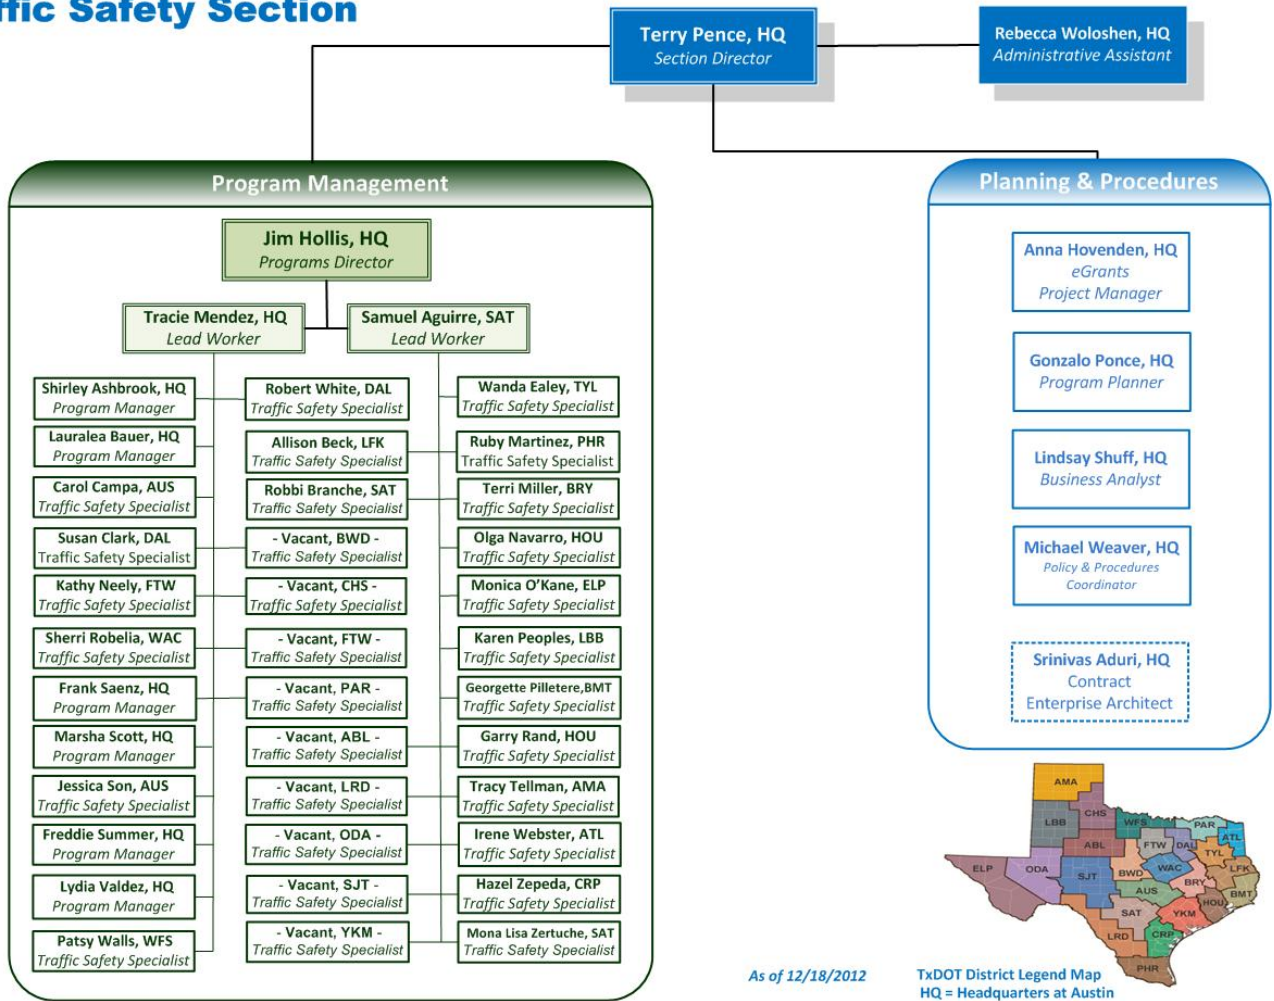 ffic Safety Section
Terry Pence, HQ
Section Director
Rebecca Woloshen, HQ
Administrative Assistant
Program Management
Jim Hollis, HQ
Programs Director
Tracie Mendez, HQ
Lead Worker
Samuel Aguirre, SAT
Lead Worker
Shirley Ashbrook, HQ
Program Manager
Lauralea Bauer, HQ
Program Manager
Carol Campa, AUS
Traffic Safety Specialist
Susan Clark, DAL
Traffic Safety Specialist
Kathy Neely, FTW
Traffic Safety Specialist
Sherri Robelia, WAC
Traffic Safety Specialist
Frank Saenz, HQ
Program Manager
Marsha Scott, HQ
Program Manager
Jessica Son, AUS
Traffic Safety Specialist
Freddie Summer, HQ
Program Manager
Lydia Valdez, HQ
Program Manager
Patsy Walls, WFS
Traffic Safety Specialist
Robert White, DAL
Traffic Safety Specialist
Allison Beck, LFK
Traffic Safety Specialist
Robbi Branche, SAT
Traffic Safety Specialist
- Vacant, BWD -
Traffic Safety Specialist
- Vacant, CHS -
Traffic Safety Specialist
- Vacant, FTW -
Traffic Safety Specialist
- Vacant, PAR -
Traffic Safety Specialist
- Vacant, ABL -
Traffic Safety Specialist
- Vacant, LRD -
Traffic Safety Specialist
- Vacant, ODA -
Traffic Safety Specialist
- Vacant, SJT -
Traffic Safety Specialist
- Vacant, YKM -
Traffic Safety Specialist
Wanda Ealey, TYL
Traffic Safety Specialist
Ruby Martinez, PHR
Traffic Safety Specialist
Terri Miller, BRY
Traffic Safety Specialist
Olga Navarro, HOU
Traffic Safety Specialist
Monica O'Kane, ELP
Traffic Safety Specialist
Karen Peoples, LBB
Traffic Safety Specialist
Georgette Pilletere,BMT
Traffic Safety Specialist
Garry Rand, HOU
Traffic Safety Specialist
Tracy Tellman, AMA
Traffic Safety Specialist
Irene Webster, ATL
Traffic Safety Specialist
Hazel Zepeda, CRP
Traffic Safety Specialist
Mona Lisa Zertuche, SAT
Traffic Safety Specialist
Planning & Procedures
Anna Hovenden, HQ
eGrants
Project Manager
Gonzalo Ponce, HQ
Program Planner
Lindsay Shuff, HQ
Business Analyst
Michael Weaver, HQ
Policy & Procedures
Coordinator
Srinivas Aduri, HQ
Contract
Enterprise Architect
AMA
CHS
LBB
WFS
PAR
ATL
ABL
FTW
DAL
TYL
ELP
ODA
SJT
BWD
WAC
LFK
BRY
AUS
BMT
HOU
SAT
YKM
LRD
CRP
PHR
As of 12/18/2012
TxDOT District Legend Map
HQ = Headquarters at Austin